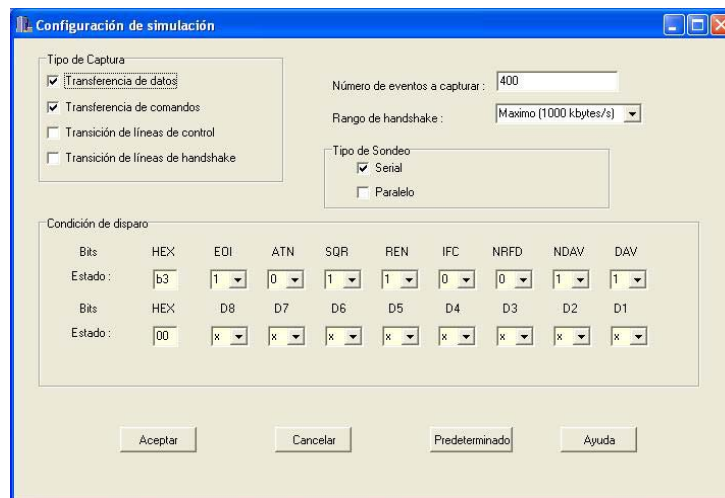 Configuración de simulación
Tipo de Captura
Transferencia de datos
Transferencia de comandos
Transición de líneas de control
Transición de líneas de handshake
Número de eventos a capturar : 400
Rango de handshake : Maximo (1000 kbytes/s)
Tipo de Sondeo
Serial
Paralelo
Condición de disparo
Bits HEX EOI ATN SQR REN IFC NRFD NDAV DAV
Estado : b3 1 0 1 1 0 0 1 1
Bits HEX D8 D7 D6 D5 D4 D3 D2 D1
Estado : 00 x x x x x x x x
Aceptar Cancelar Predeterminado Ayuda